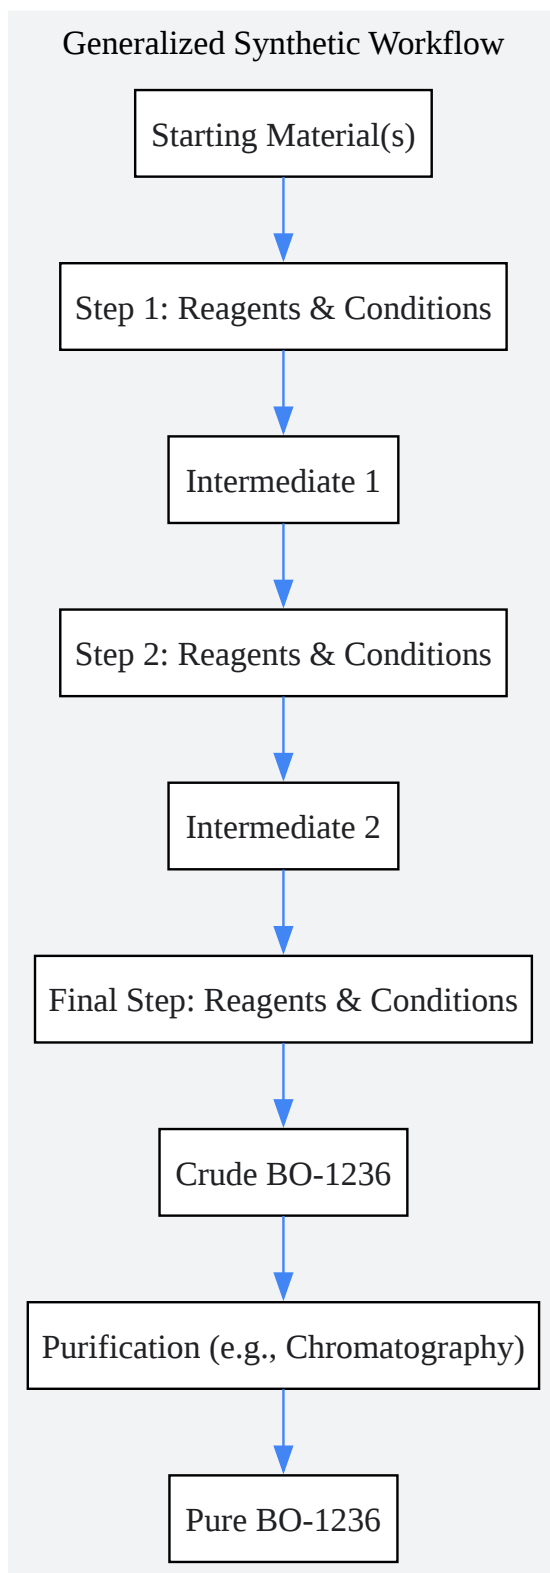 Generalized Synthetic Workflow
Starting Material(s)
Step 1: Reagents & Conditions
Intermediate 1
Step 2: Reagents & Conditions
Intermediate 2
Final Step: Reagents & Conditions
Crude BO-1236
Purification (e.g., Chromatography)
Pure BO-1236